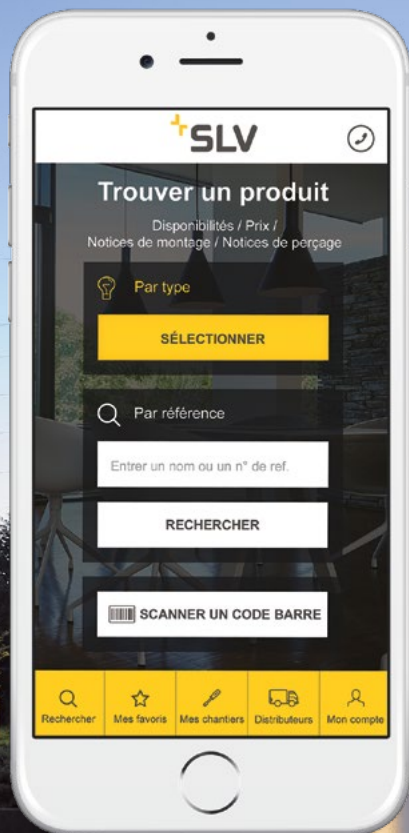 SLV
Trouver un produit
Disponibilités / Prix /
Notices de montage / Notices de perçage
Par type
SÉLECTIONNER
Par référence
Entrer un nom ou un n° de ref.
RECHERCHER
SCANNER UN CODE BARRE
Rechercher
Mes favoris
Mes chantiers
Distributeurs
Mon compte